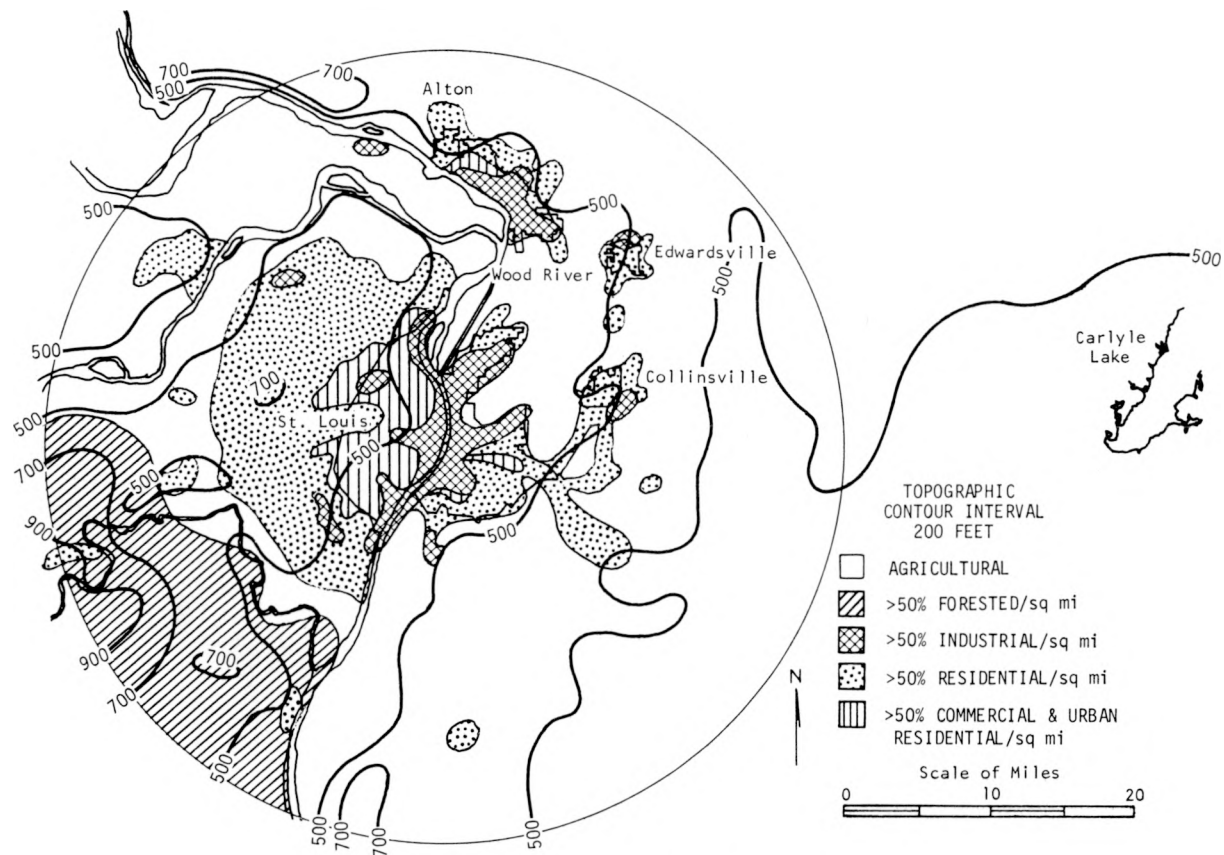 700
500
700
Alton
500
500
Edwardsville
Wood River
500
500
Carlyle
Lake
500
Collinsville
700
St. Louis
500
500
700
500
900
500
900
700
700
500
500
700
500
700
500
TOPOGRAPHIC
CONTOUR INTERVAL
200 FEET
AGRICULTURAL
>50% FORESTED/sq mi
>50% INDUSTRIAL/sq mi
>50% RESIDENTIAL/sq mi
>50% COMMERCIAL & URBAN
RESIDENTIAL/sq mi
N
Scale of Miles
0 10 20